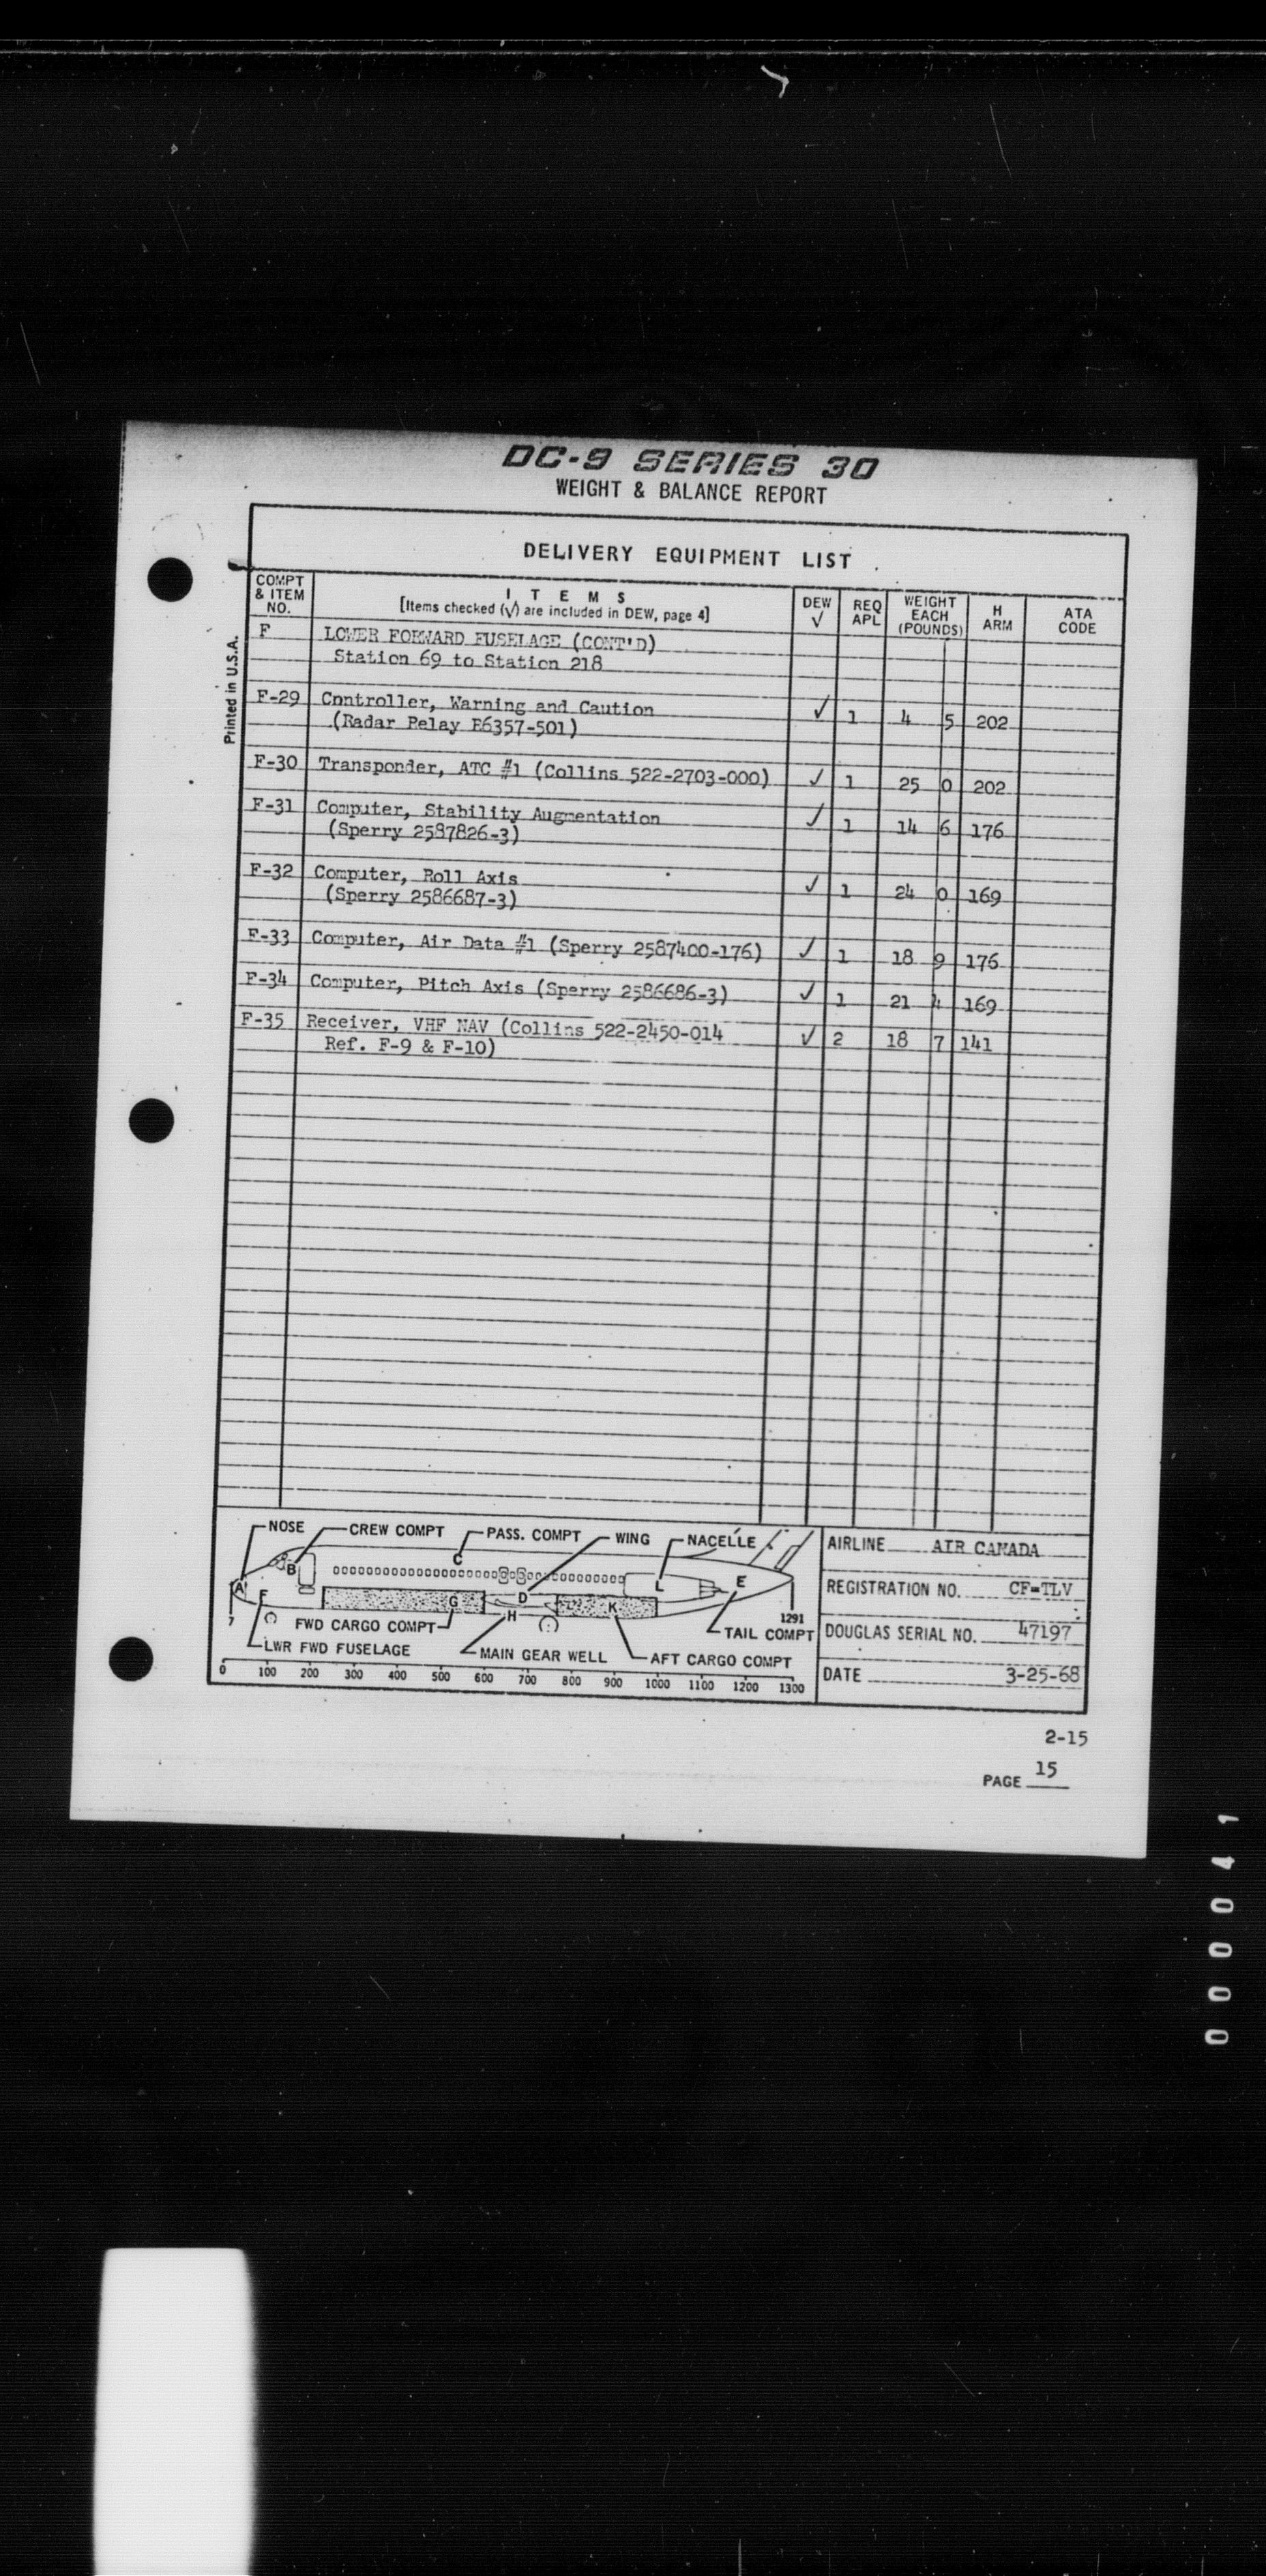 DC-9 SERIES 30
WEIGHT & BALANCE REPORT
DELIVERY EQUIPMENT LIST
COMPT & ITEM NO. I T E M S [Items checked (√) are included in DEW, page 4] DEW √ REQ APL WEIGHT EACH (POUNDS) H ARM ATA CODE
F LOWER FORWARD FUSELAGE (CONT'D)
Station 69 to Station 218
F-29 Controller, Warning and Caution √ 1 4 5 202
(Radar Relay E6357-501)
F-30 Transponder, ATC #1 (Collins 522-2703-000) √ 1 25 0 202
F-31 Computer, Stability Augmentation √ 1 14 6 176
(Sperry 2587826-3)
F-32 Computer, Roll Axis √ 1 24 0 169
(Sperry 2586687-3)
F-33 Computer, Air Data #1 (Sperry 2587400-176) √ 1 18 9 176
F-34 Computer, Pitch Axis (Sperry 2586686-3) √ 1 21 4 169
F-35 Receiver, VHF NAV (Collins 522-2450-014 √ 2 18 7 141
Ref. F-9 & F-10)
Printed in U.S.A.
NOSE CREW COMPT PASS. COMPT WING NACELLE
A B C D E F G H K L
7 1291
FWD CARGO COMPT TAIL COMPT
LWR FWD FUSELAGE MAIN GEAR WELL AFT CARGO COMPT
0 100 200 300 400 500 600 700 800 900 1000 1100 1200 1300
AIRLINE AIR CANADA
REGISTRATION NO. CF-TLV
DOUGLAS SERIAL NO. 47197
DATE 3-25-68
2-15
PAGE 15
000041